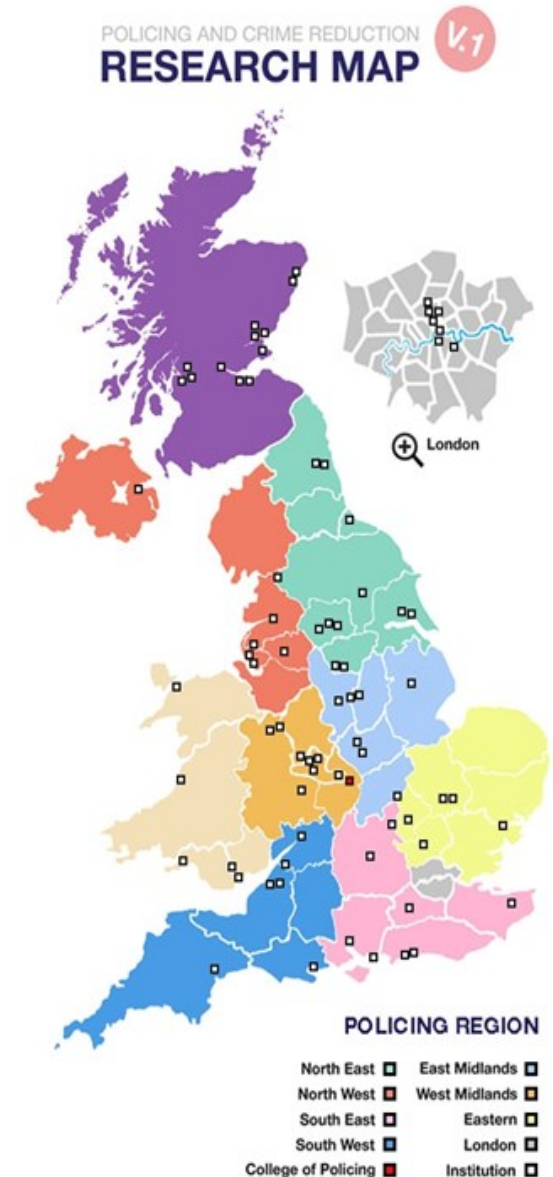 POLICING AND CRIME REDUCTION
RESEARCH MAP
V.1
London
POLICING REGION
North East
East Midlands
North West
West Midlands
South East
Eastern
South West
London
College of Policing
Institution